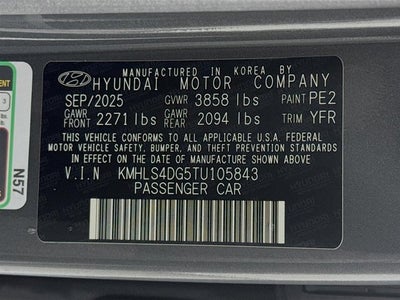 MANUFACTURED IN KOREA BY
HYUNDAI MOTOR COMPANY
SEP/2025 GVWR 3858 lbs PAINT PE2
GAWR FRONT 2271 lbs GAWR REAR 2094 lbs TRIM YFR
THIS VEHICLE CONFORMS TO ALL APPLICABLE U.S.A FEDERAL
MOTOR VEHICLE SAFETY, BUMPER, AND THEFT PREVENTION STANDARDS
IN EFFECT ON THE DATE OF MANUFACTURE SHOWN ABOVE.
V.I.N KMHLS4DG5TU105843
PASSENGER CAR
N57
3